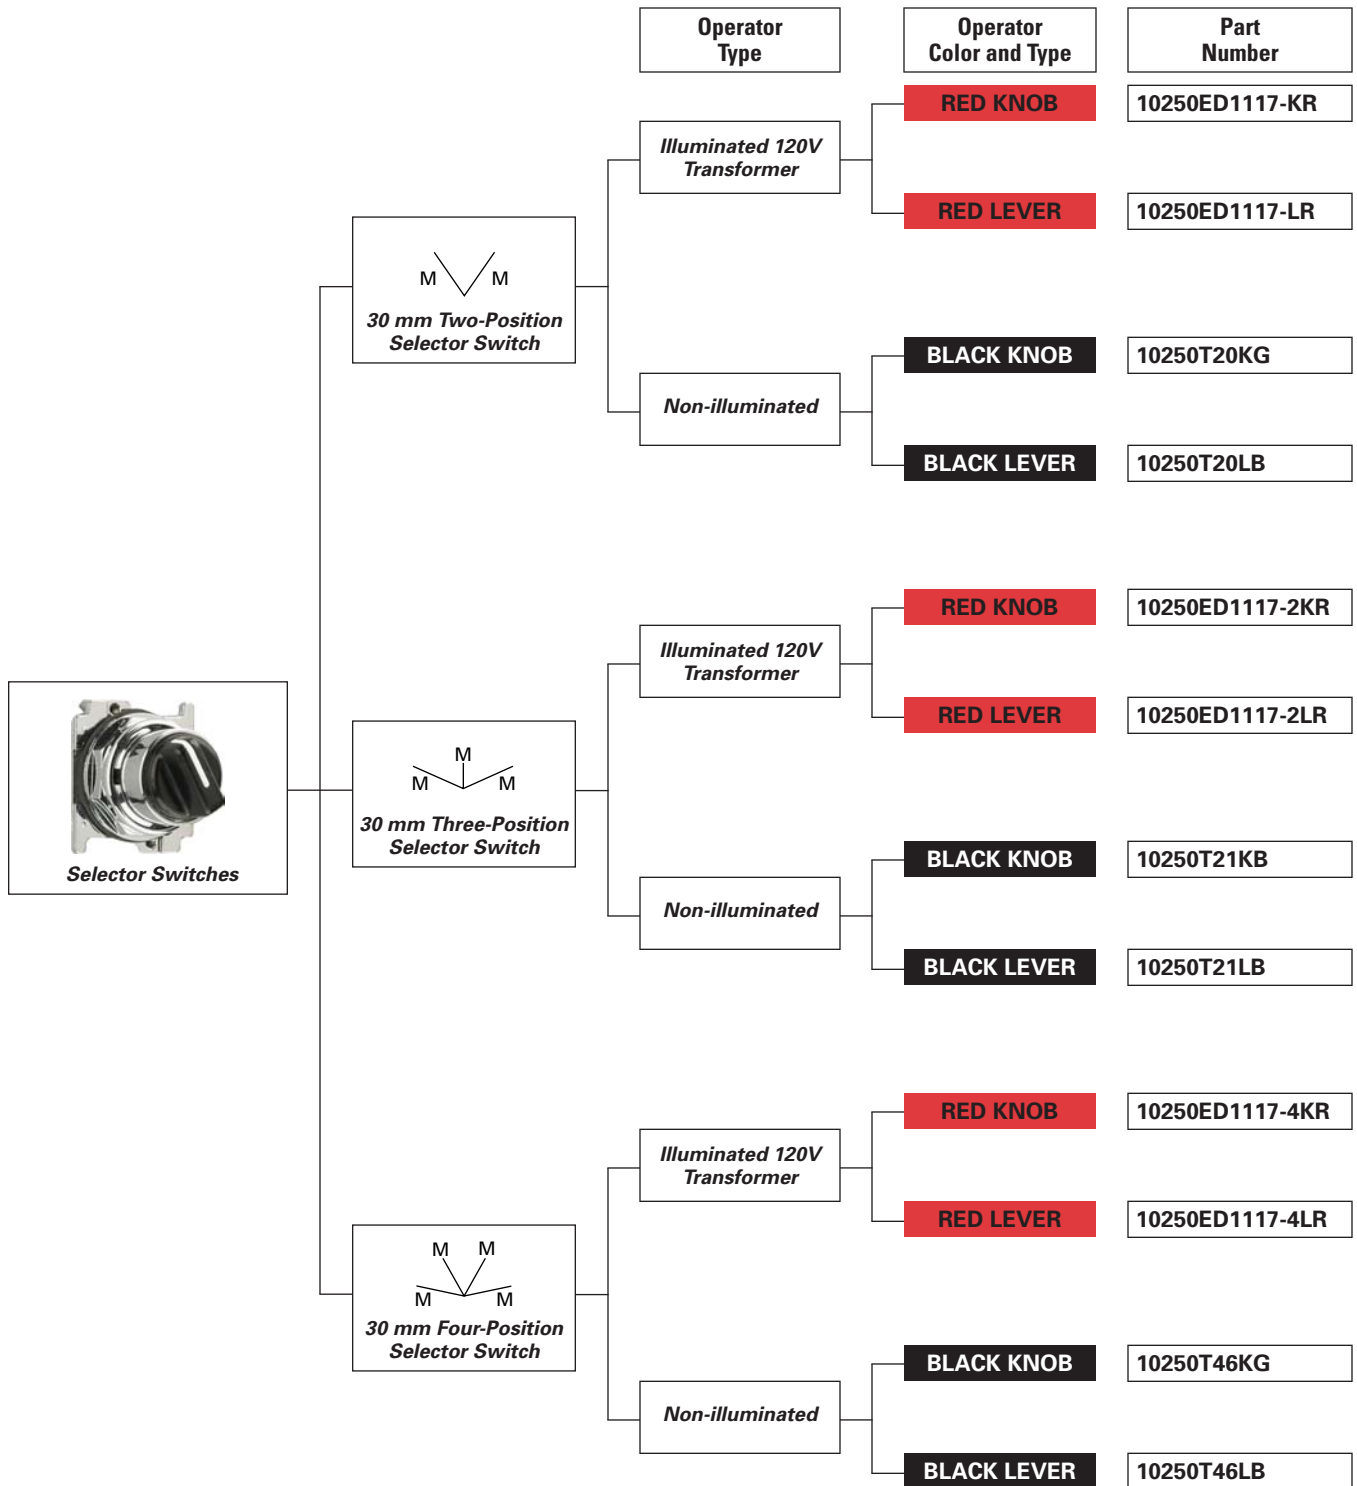 Operator
Type
Operator
Color and Type
Part
Number
RED KNOB
10250ED1117-KR
Illuminated 120V
Transformer
RED LEVER
10250ED1117-LR
M M
30 mm Two-Position
Selector Switch
BLACK KNOB
10250T20KG
Non-illuminated
BLACK LEVER
10250T20LB
RED KNOB
10250ED1117-2KR
Illuminated 120V
Transformer
RED LEVER
10250ED1117-2LR
M
M M
30 mm Three-Position
Selector Switch
Selector Switches
BLACK KNOB
10250T21KB
Non-illuminated
BLACK LEVER
10250T21LB
RED KNOB
10250ED1117-4KR
Illuminated 120V
Transformer
RED LEVER
10250ED1117-4LR
M M
M M
30 mm Four-Position
Selector Switch
BLACK KNOB
10250T46KG
Non-illuminated
BLACK LEVER
10250T46LB